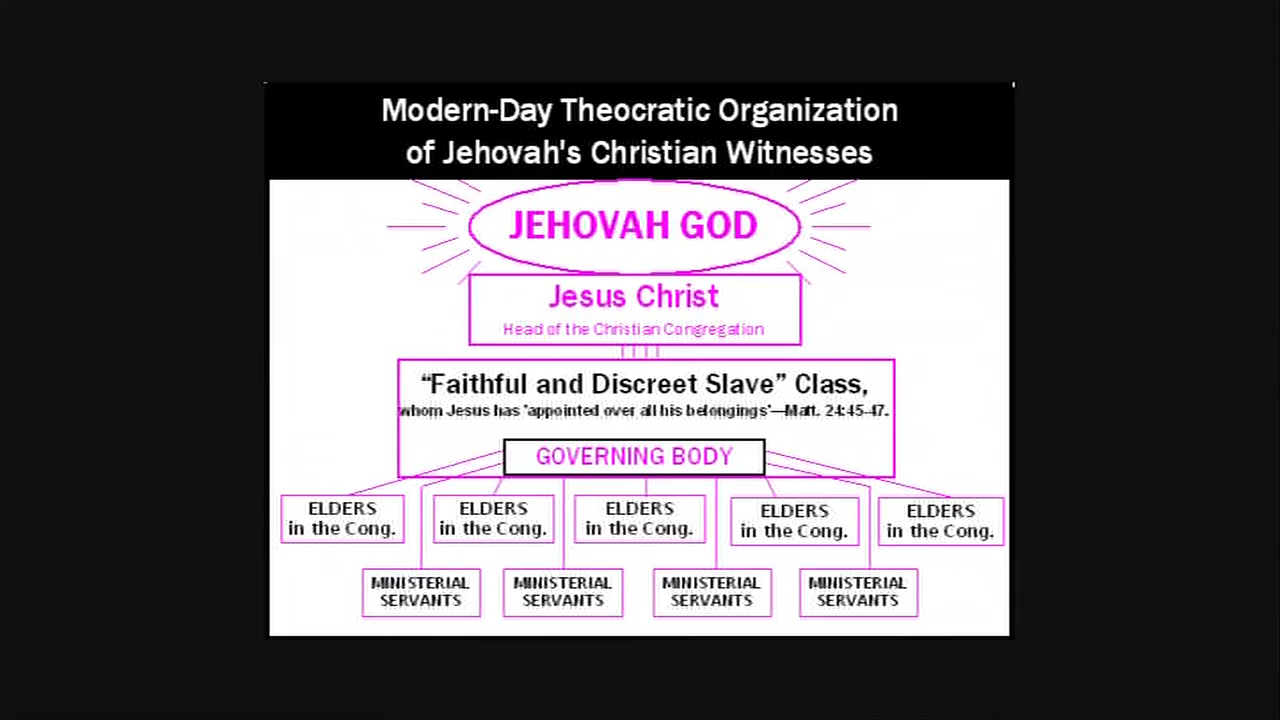 Modern-Day Theocratic Organization
of Jehovah's Christian Witnesses
JEHOVAH GOD
Jesus Christ
Head of the Christian Congregation
“Faithful and Discreet Slave” Class,
whom Jesus has 'appointed over all his belongings'—Matt. 24:45-47.
GOVERNING BODY
ELDERS
in the Cong.
ELDERS
in the Cong.
ELDERS
in the Cong.
ELDERS
in the Cong.
ELDERS
in the Cong.
MINISTERIAL
SERVANTS
MINISTERIAL
SERVANTS
MINISTERIAL
SERVANTS
MINISTERIAL
SERVANTS